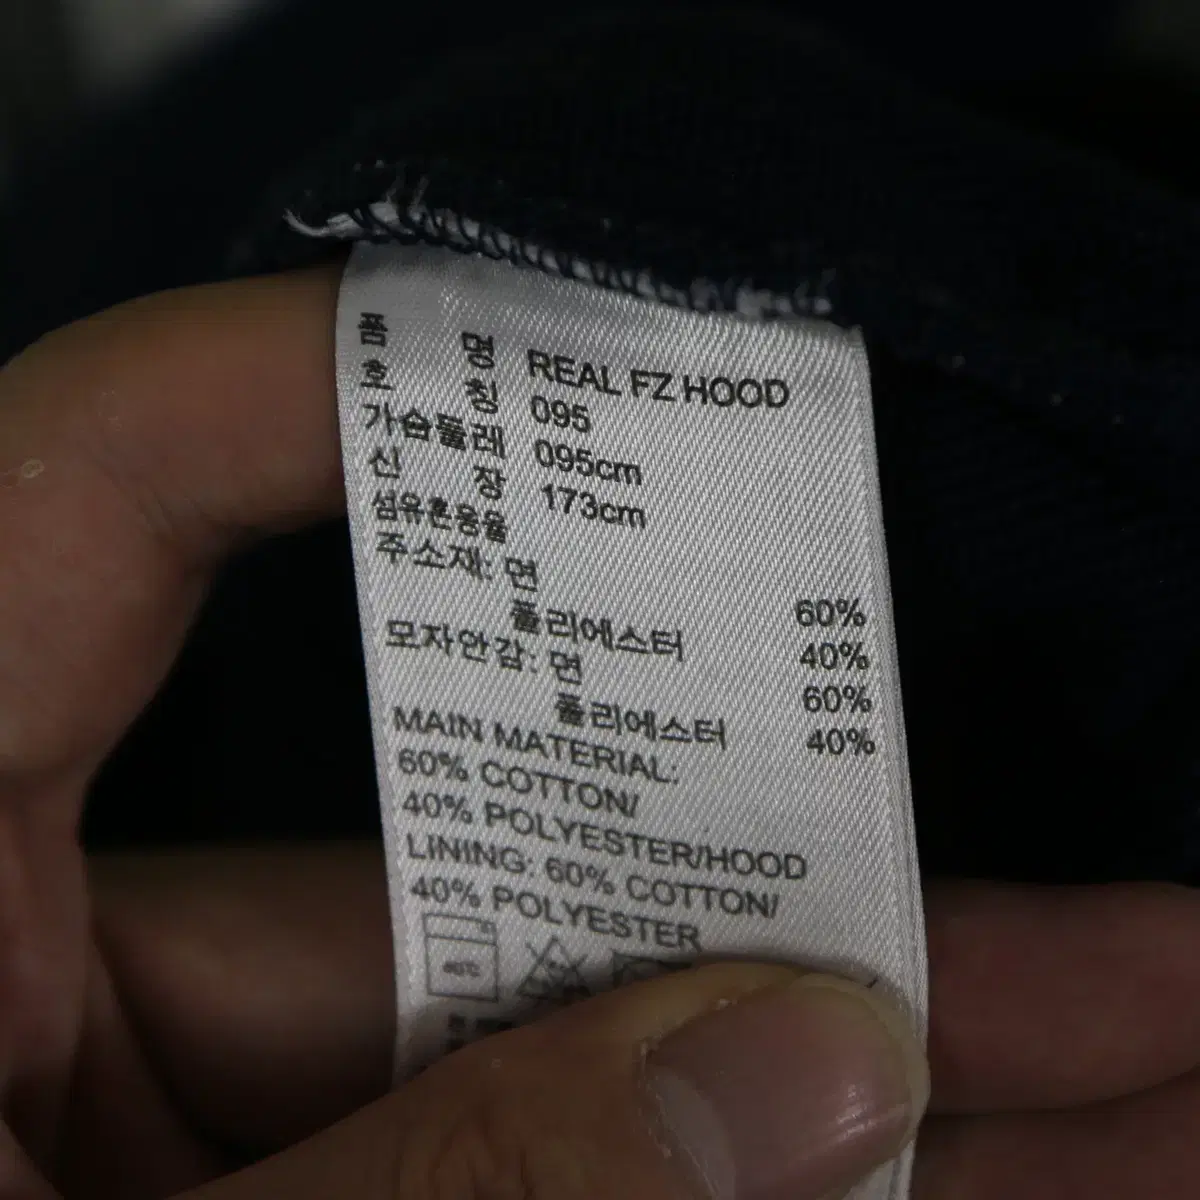 품 명 REAL FZ HOOD
호 칭 095
가슴둘레 095cm
신 장 173cm
섬유혼용율
주소재: 면 60%
폴리에스터 40%
모자안감: 면 60%
폴리에스터 40%
MAIN MATERIAL:
60% COTTON/
40% POLYESTER/HOOD
LINING: 60% COTTON/
40% POLYESTER